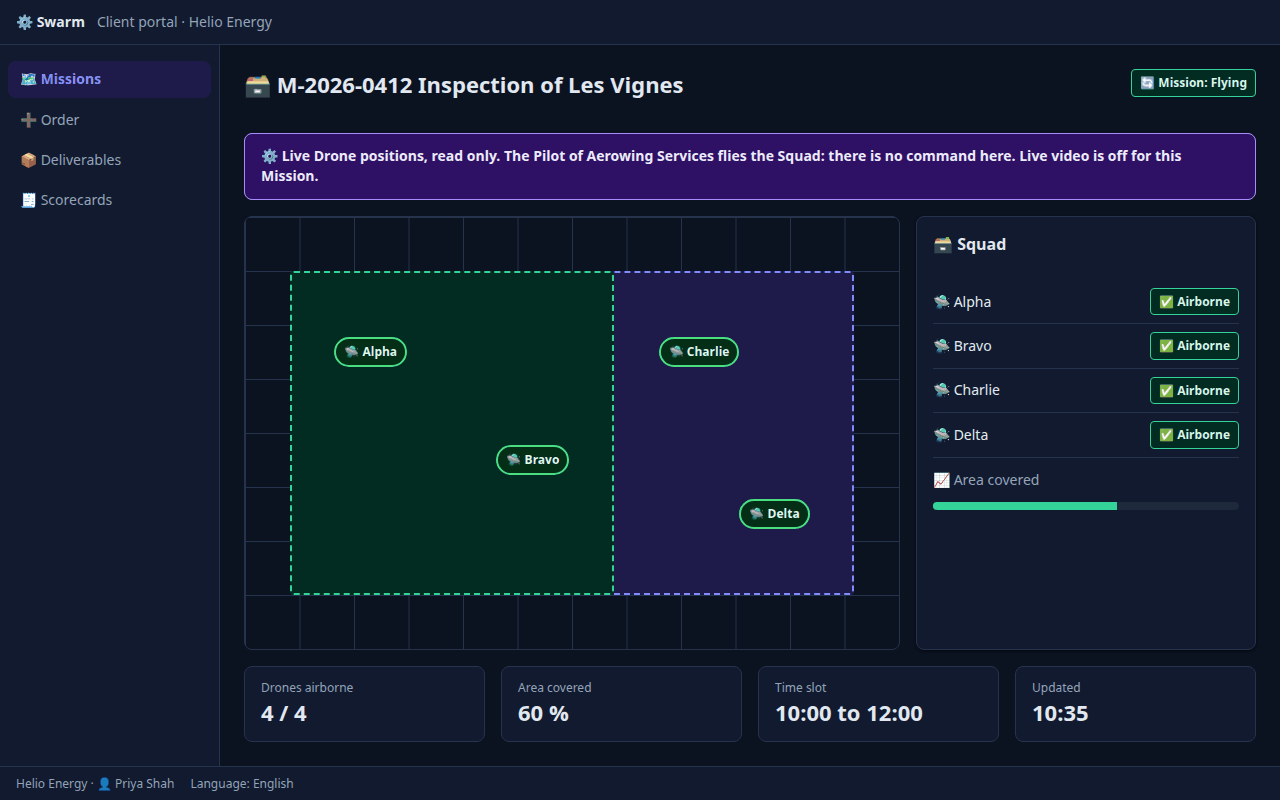 Swarm Client portal · Helio Energy
Missions
Order
Deliverables
Scorecards
M-2026-0412 Inspection of Les Vignes
Mission: Flying
Live Drone positions, read only. The Pilot of Aerowing Services flies the Squad: there is no command here. Live video is off for this
Mission.
Alpha
Charlie
Bravo
Delta
Squad
Alpha Airborne
Bravo Airborne
Charlie Airborne
Delta Airborne
Area covered
Drones airborne
4 / 4
Area covered
60 %
Time slot
10:00 to 12:00
Updated
10:35
Helio Energy · Priya Shah Language: English